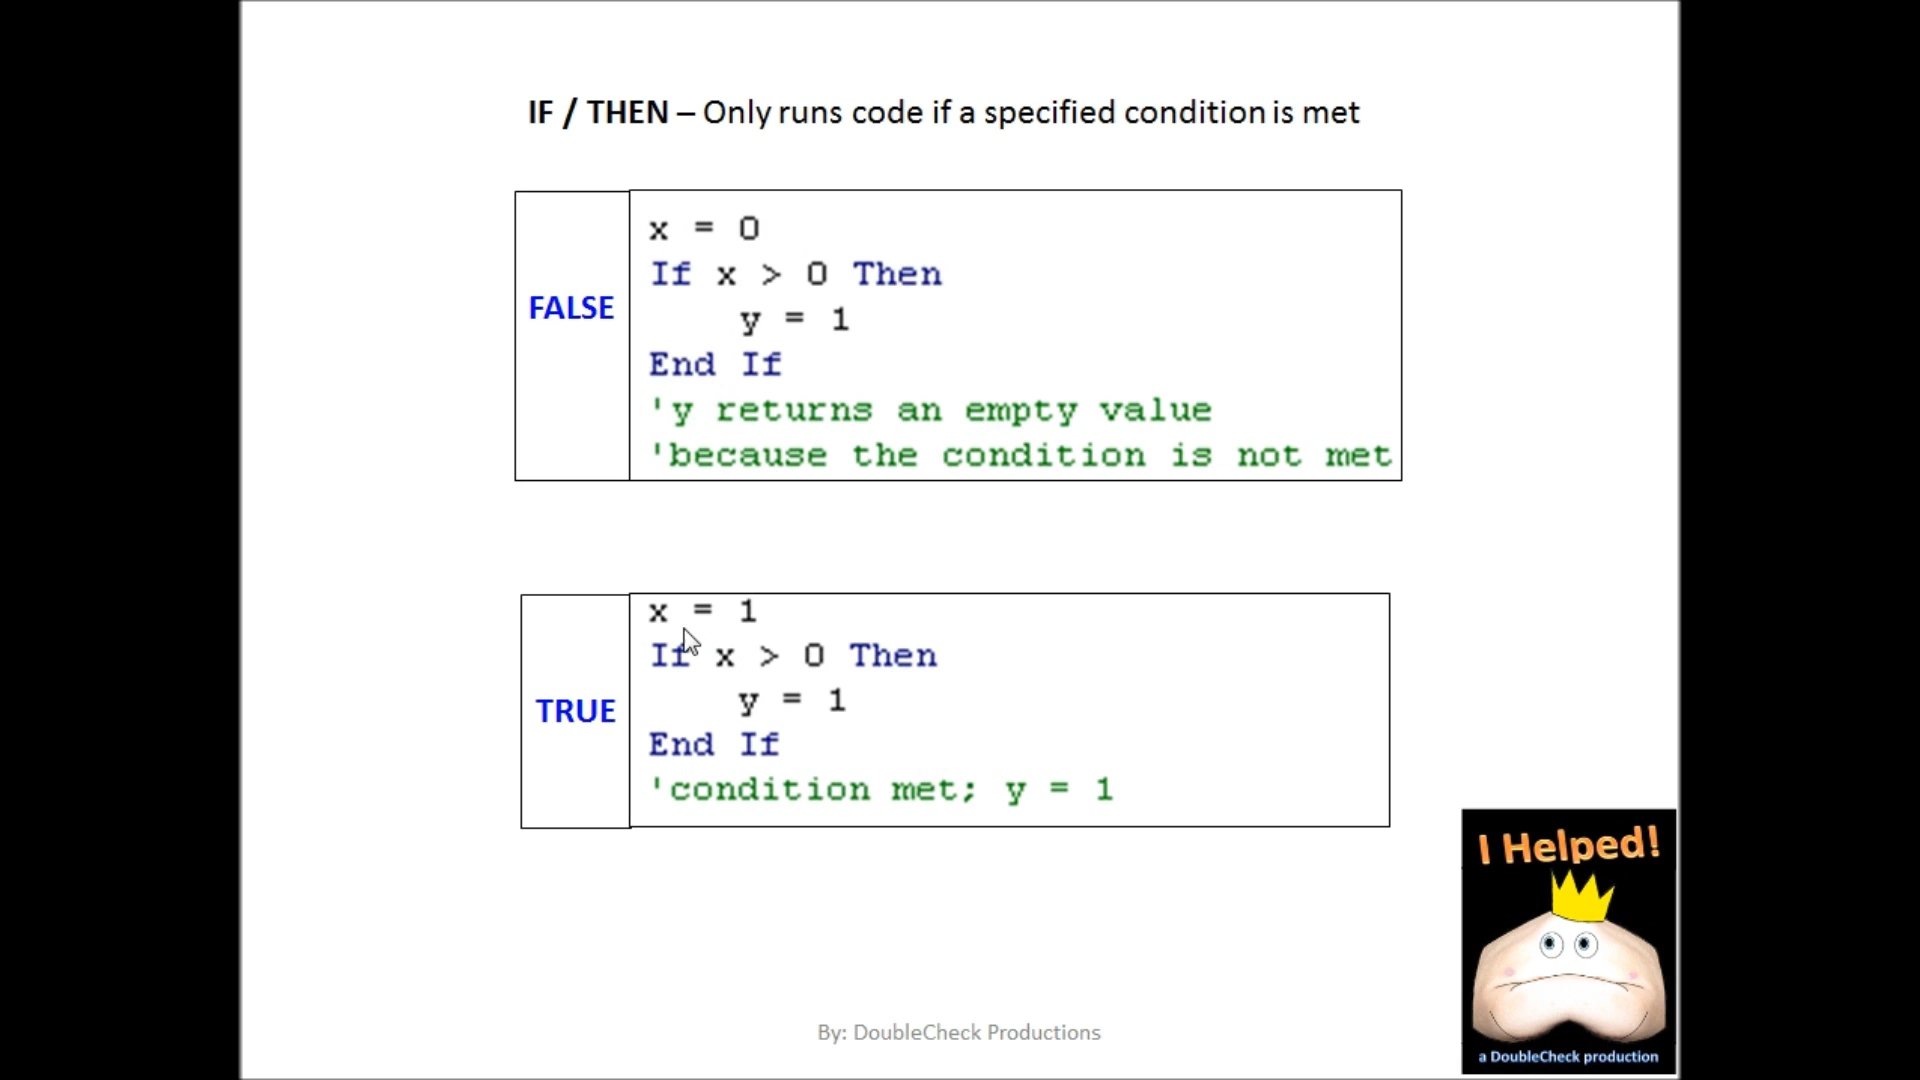 IF / THEN – Only runs code if a specified condition is met
FALSE
x = 0
If x > 0 Then
y = 1
End If
'y returns an empty value
'because the condition is not met
TRUE
x = 1
If x > 0 Then
y = 1
End If
'condition met; y = 1
I Helped!
a DoubleCheck production
By: DoubleCheck Productions